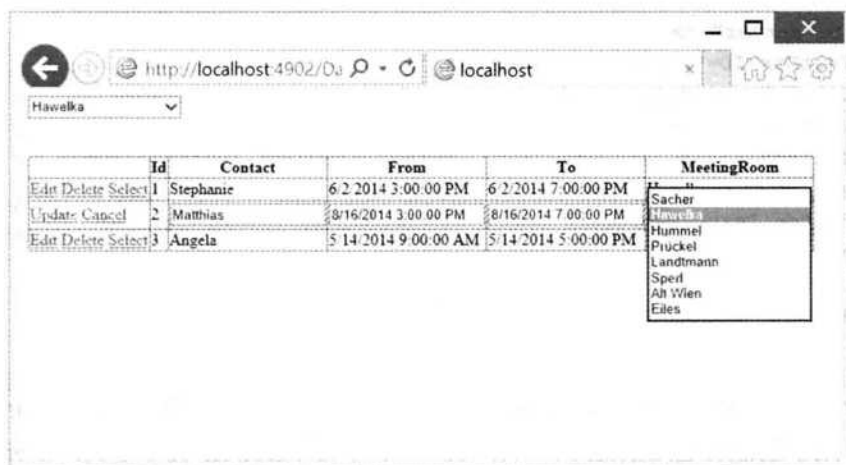 http://localhost:4902/Da
localhost
Hawelka
Id Contact From To MeetingRoom
Edit Delete Select 1 Stephanie 6/2/2014 3:00:00 PM 6/2/2014 7:00:00 PM
Update Cancel 2 Matthias 8/16/2014 3:00:00 PM 8/16/2014 7:00:00 PM
Edit Delete Select 3 Angela 5/14/2014 9:00:00 AM 5/14/2014 5:00:00 PM
Sacher
Hawelka
Hummel
Prückel
Landtmann
Sperl
Alt Wien
Eiles